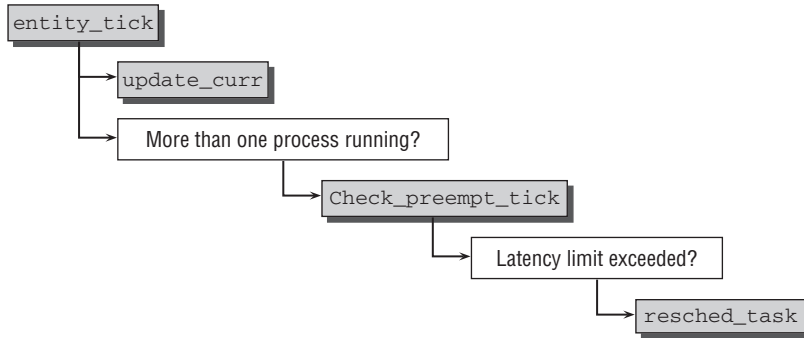 entity_tick
update_curr
More than one process running?
Check_preempt_tick
Latency limit exceeded?
resched_task